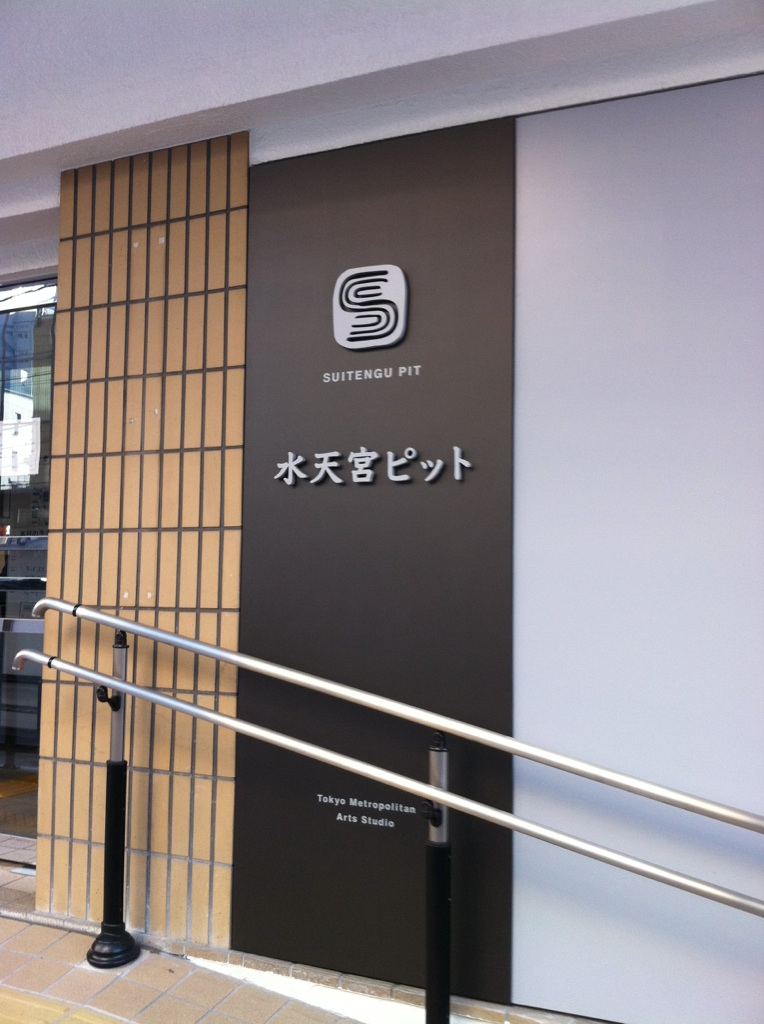 SUITENGU PIT
水天宮ピット
Tokyo Metropolitan
Arts Studio